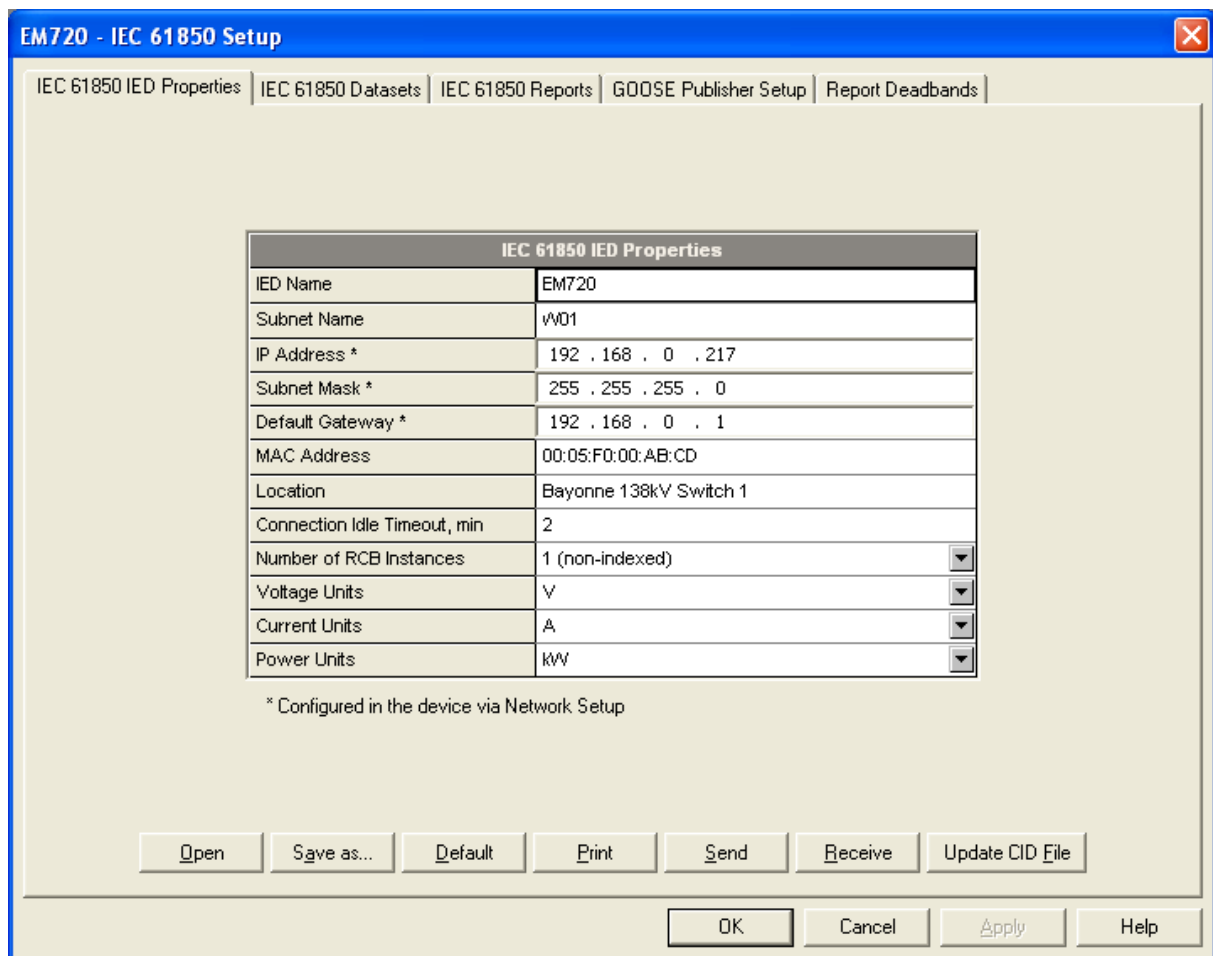 EM720 - IEC 61850 Setup
IEC 61850 IED Properties IEC 61850 Datasets IEC 61850 Reports GOOSE Publisher Setup Report Deadbands
IEC 61850 IED Properties
IED Name EM720
Subnet Name W01
IP Address * 192 . 168 . 0 . 217
Subnet Mask * 255 . 255 . 255 . 0
Default Gateway * 192 . 168 . 0 . 1
MAC Address 00:05:F0:00:AB:CD
Location Bayonne 138kV Switch 1
Connection Idle Timeout, min 2
Number of RCB Instances 1 (non-indexed)
Voltage Units V
Current Units A
Power Units kW
* Configured in the device via Network Setup
Open Save as... Default Print Send Receive Update CID File
OK Cancel Apply Help